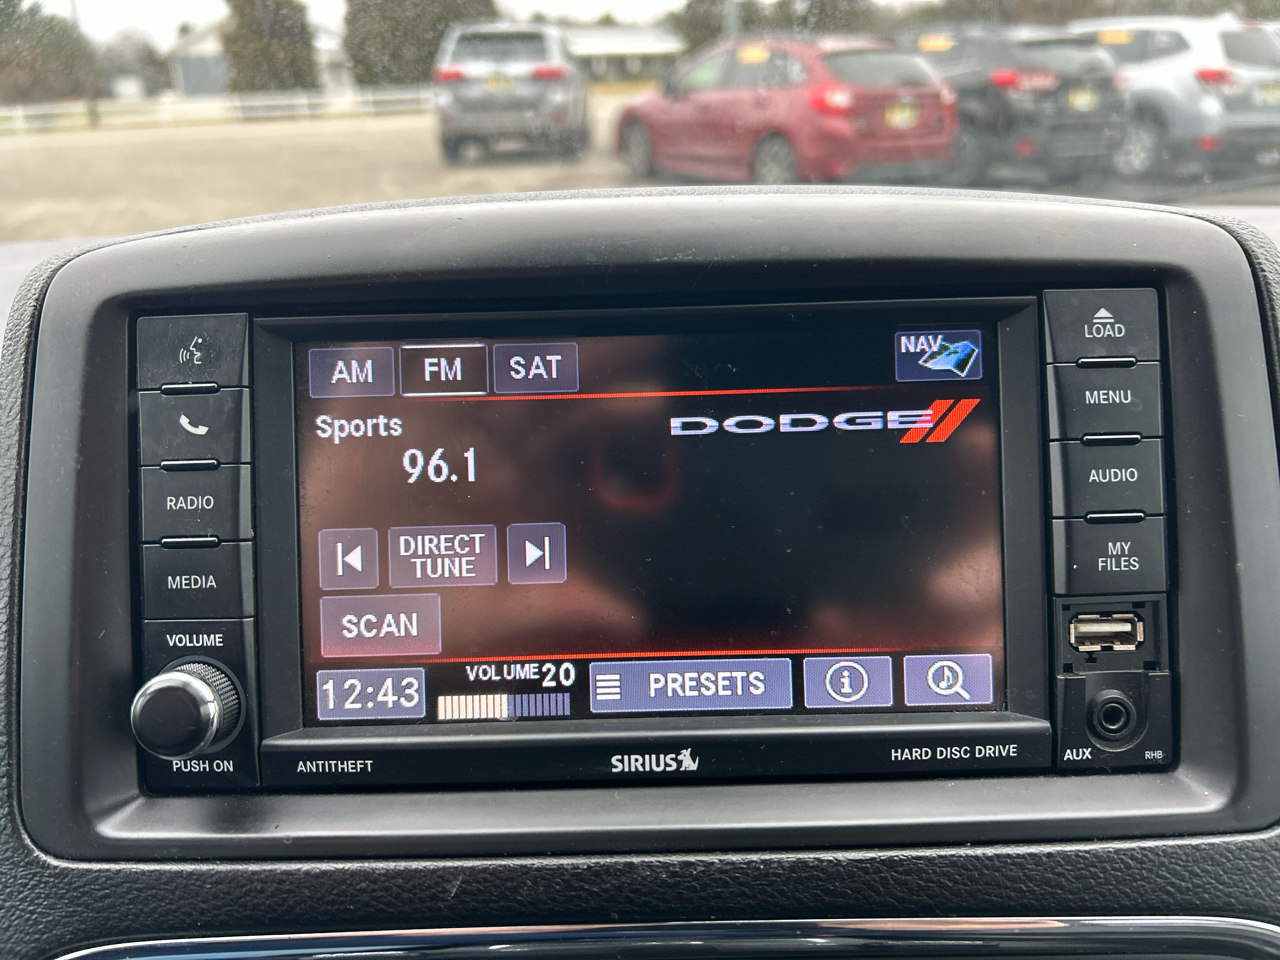 AM
FM
SAT
NAV
Sports
DODGE
96.1
DIRECT
TUNE
SCAN
12:43
VOLUME 20
PRESETS
RADIO
MEDIA
VOLUME
PUSH ON
LOAD
MENU
AUDIO
MY
FILES
AUX
RHB
ANTITHEFT
SIRIUS
HARD DISC DRIVE